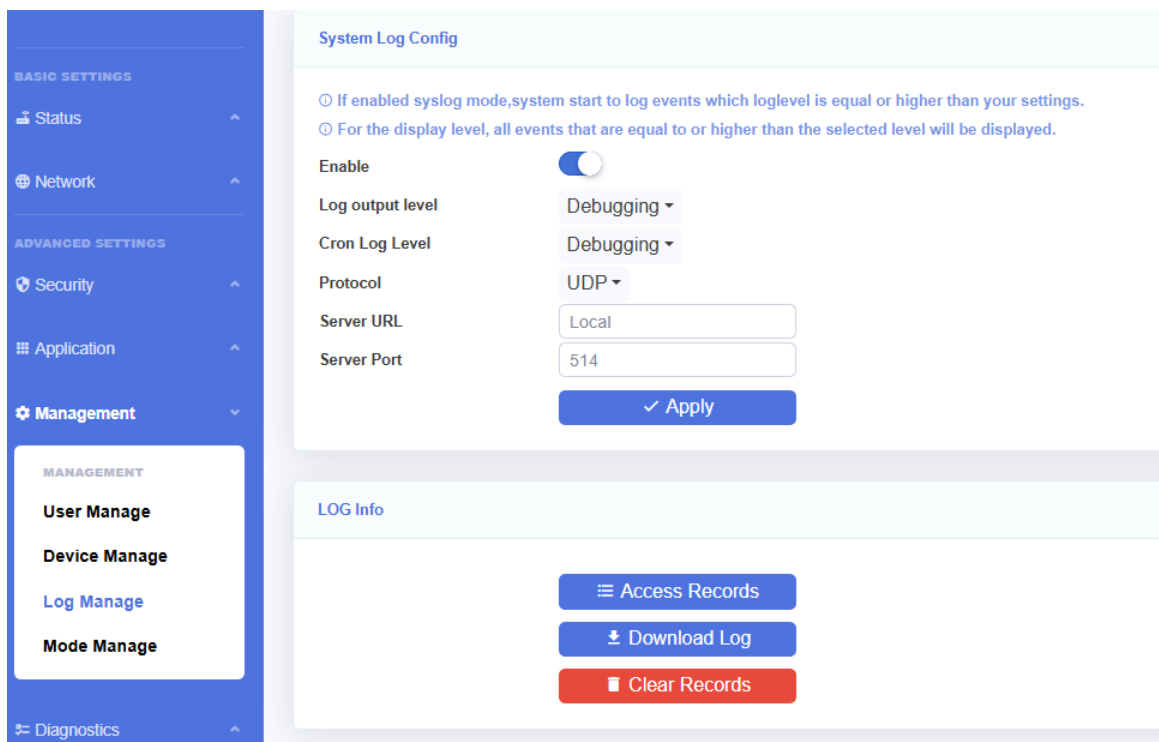 BASIC SETTINGS
Status
Network
ADVANCED SETTINGS
Security
Application
Management
MANAGEMENT
User Manage
Device Manage
Log Manage
Mode Manage
Diagnostics
System Log Config
If enabled syslog mode,system start to log events which loglevel is equal or higher than your settings.
For the display level, all events that are equal to or higher than the selected level will be displayed.
Enable
Log output level Debugging
Cron Log Level Debugging
Protocol UDP
Server URL Local
Server Port 514
Apply
LOG Info
Access Records
Download Log
Clear Records